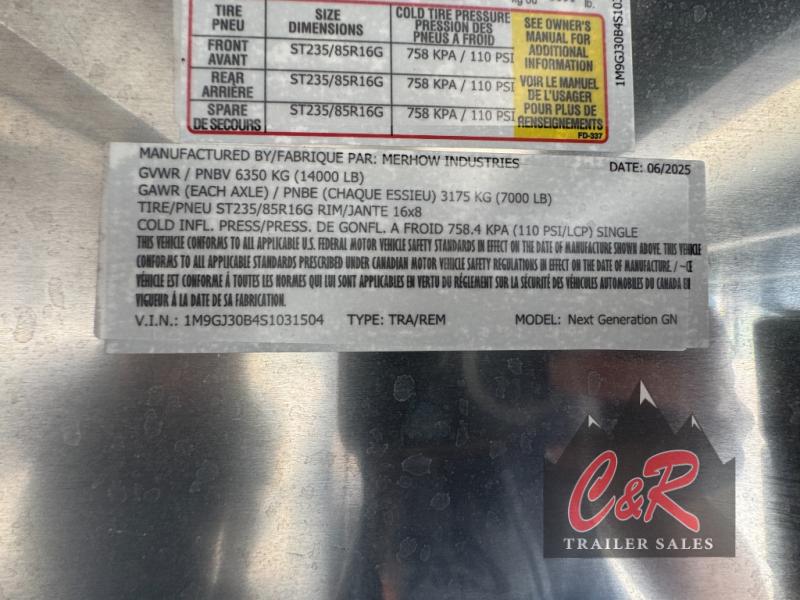 lb.
TIRE SIZE COLD TIRE PRESSURE
PNEU DIMENSIONS PRESSION DES
PNEUS A FROID
FRONT ST235/85R16G 758 KPA / 110 PSI
AVANT
REAR ST235/85R16G 758 KPA / 110 PSI
ARRIÈRE
SPARE ST235/85R16G 758 KPA / 110 PSI
DE SECOURS
SEE OWNER'S
MANUAL FOR
ADDITIONAL
INFORMATION
VOIR LE MANUEL
DE L'USAGER
POUR PLUS DE
RENSEIGNEMENTS
FD-337
1M9GJ30B4S103
MANUFACTURED BY/FABRIQUE PAR: MERHOW INDUSTRIES DATE: 06/2025
GVWR / PNBV 6350 KG (14000 LB)
GAWR (EACH AXLE) / PNBE (CHAQUE ESSIEU) 3175 KG (7000 LB)
TIRE/PNEU ST235/85R16G RIM/JANTE 16x8
COLD INFL. PRESS/PRESS. DE GONFL. A FROID 758.4 KPA (110 PSI/LCP) SINGLE
THIS VEHICLE CONFORMS TO ALL APPLICABLE U.S. FEDERAL MOTOR VEHICLE SAFETY STANDARDS IN EFFECT ON THE DATE OF MANUFACTURE SHOWN ABOVE. THIS VEHICLE
CONFORMS TO ALL APPLICABLE STANDARDS PRESCRIBED UNDER CANADIAN MOTOR VEHICLE SAFETY REGULATIONS IN EFFECT ON THE DATE OF MANUFACTURE. / –CE
VÉHICLE EST CONFORME À TOUTES LES NORMES QUI LUI SONT APPLICABLES EN VERTU DU RÉGLEMENT SUR LA SÉCURITÉ DES VÉHICULES AUTOMOBILES DU CANADA EN
VIGUEUR À LA DATE DE SA FABRICATION.
V.I.N.: 1M9GJ30B4S1031504 TYPE: TRA/REM MODEL: Next Generation GN
C&R
TRAILER SALES